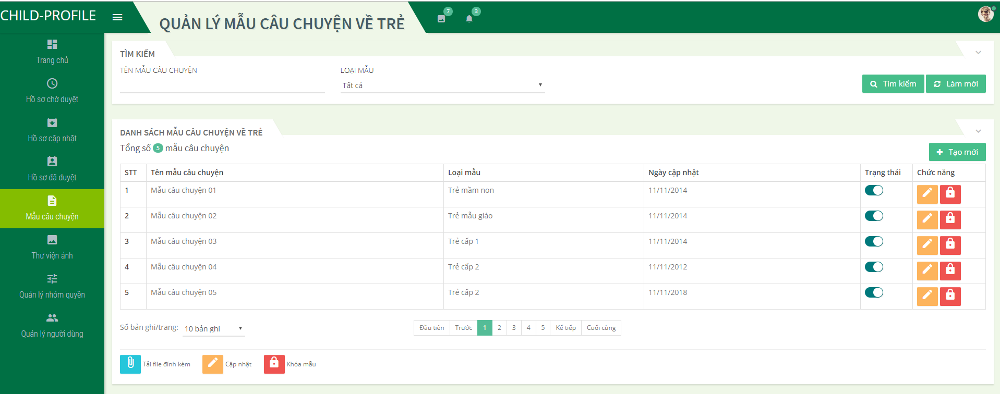 CHILD-PROFILE
QUẢN LÝ MẪU CÂU CHUYỆN VỀ TRẺ
7
3
Trang chủ
Hồ sơ chờ duyệt
Hồ sơ cập nhật
Hồ sơ đã duyệt
Mẫu câu chuyện
Thư viện ảnh
Quản lý nhóm quyền
Quản lý người dùng
TÌM KIẾM
TÊN MẪU CÂU CHUYỆN
LOẠI MẪU
Tất cả
Tìm kiếm
Làm mới
DANH SÁCH MẪU CÂU CHUYỆN VỀ TRẺ
Tổng số 5 mẫu câu chuyện
Tạo mới
STT Tên mẫu câu chuyện Loại mẫu Ngày cập nhật Trạng thái Chức năng
1 Mẫu câu chuyện 01 Trẻ mầm non 11/11/2014
2 Mẫu câu chuyện 02 Trẻ mẫu giáo 11/11/2014
3 Mẫu câu chuyện 03 Trẻ cấp 1 11/11/2014
4 Mẫu câu chuyện 04 Trẻ cấp 2 11/11/2012
5 Mẫu câu chuyện 05 Trẻ cấp 2 11/11/2018
Số bản ghi/trang: 10 bản ghi
Đầu tiên Trước 1 2 3 4 5 Kế tiếp Cuối cùng
Tải file đính kèm Cập nhật Khóa mẫu